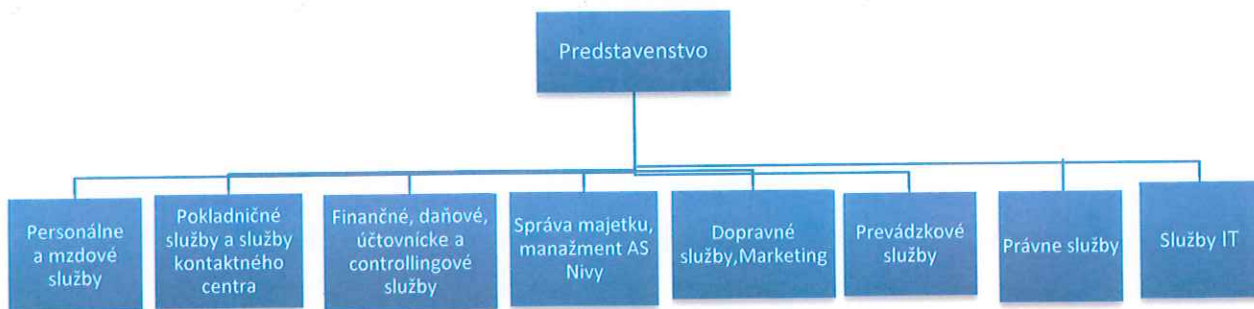 Predstavenstvo
Personálne
a mzdové
služby
Pokladničné
služby a služby
kontaktného
centra
Finančné, daňové,
účtovnícke a
controllingové
služby
Správa majetku,
manažment AS
Nivy
Dopravné
služby,Marketing
Prevádzkové
služby
Právne služby
Služby IT